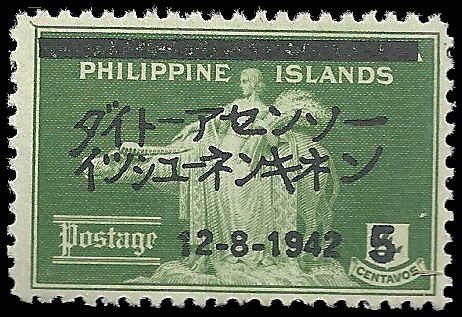 PHILIPPINE ISLANDS
ダイトーアセンソー
イッシューネンキネン
Postage 12-8-1942 5
CENTAVOS